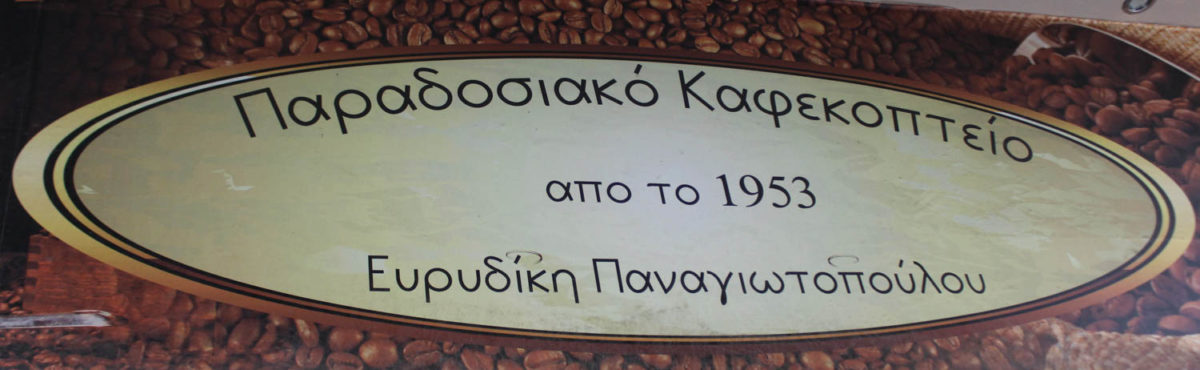 Παραδοσιακό Καφεκοπτείο
απο το 1953
Ευρυδίκη Παναγιωτοπούλου